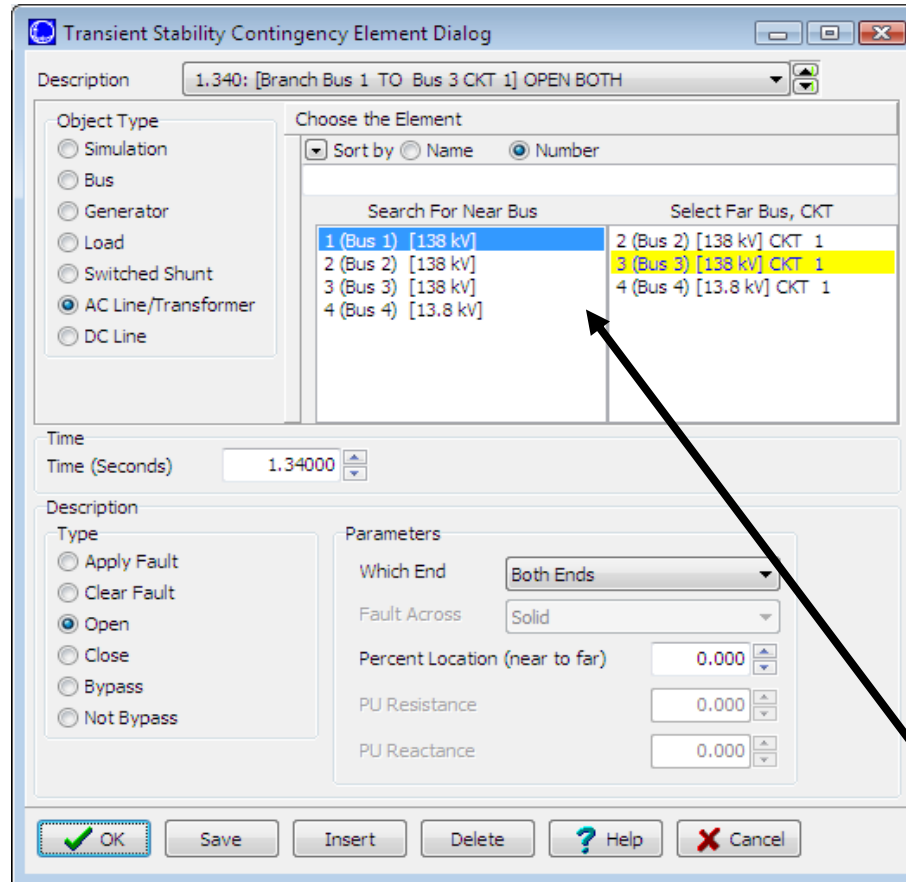 Transient Stability Contingency Element Dialog
Description 1.340: [Branch Bus 1 TO Bus 3 CKT 1] OPEN BOTH
Object Type
Simulation
Bus
Generator
Load
Switched Shunt
AC Line/Transformer
DC Line
Choose the Element
Sort by Name Number
Search For Near Bus
1 (Bus 1) [138 kV]
2 (Bus 2) [138 kV]
3 (Bus 3) [138 kV]
4 (Bus 4) [13.8 kV]
Select Far Bus, CKT
2 (Bus 2) [138 kV] CKT 1
3 (Bus 3) [138 kV] CKT 1
4 (Bus 4) [13.8 kV] CKT 1
Time
Time (Seconds) 1.34000
Description
Type
Apply Fault
Clear Fault
Open
Close
Bypass
Not Bypass
Parameters
Which End Both Ends
Fault Across Solid
Percent Location (near to far) 0.000
PU Resistance 0.000
PU Reactance 0.000
OK Save Insert Delete ? Help Cancel